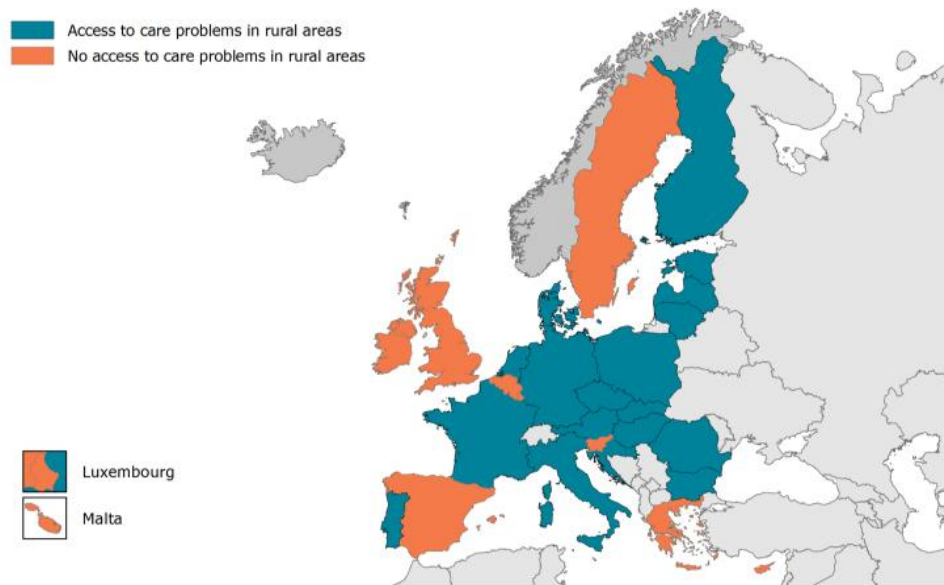 Access to care problems in rural areas
No access to care problems in rural areas
Luxembourg
Malta